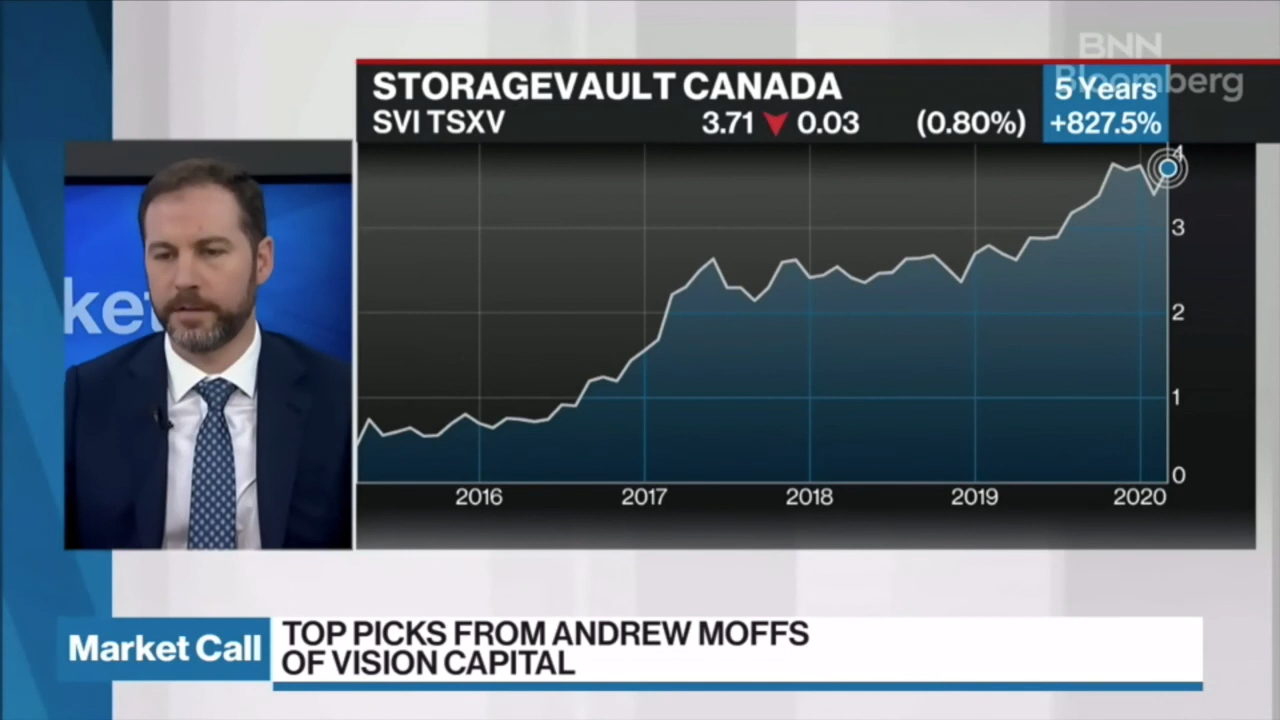 BNN
Bloomberg
STORAGEVAULT CANADA
5 Years
SVI TSXV 3.71 0.03 (0.80%) +827.5%
ket
4
3
2
1
0
2016 2017 2018 2019 2020
Market Call
TOP PICKS FROM ANDREW MOFFS
OF VISION CAPITAL